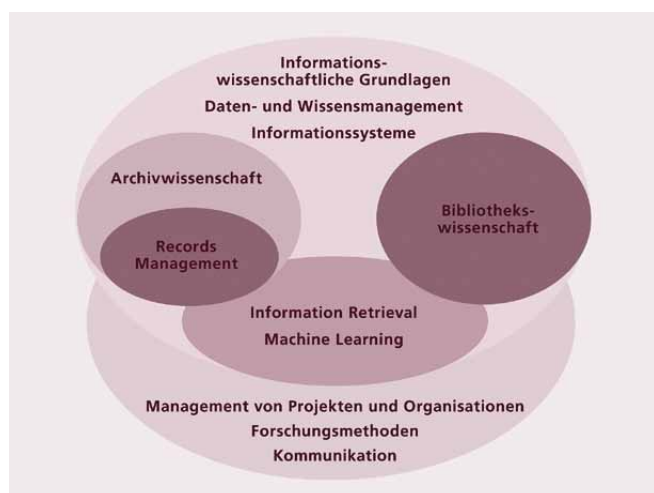 Informations-
wissenschaftliche Grundlagen
Daten- und Wissensmanagement
Informationssysteme
Archivwissenschaft
Bibliotheks-
wissenschaft
Records
Management
Information Retrieval
Machine Learning
Management von Projekten und Organisationen
Forschungsmethoden
Kommunikation